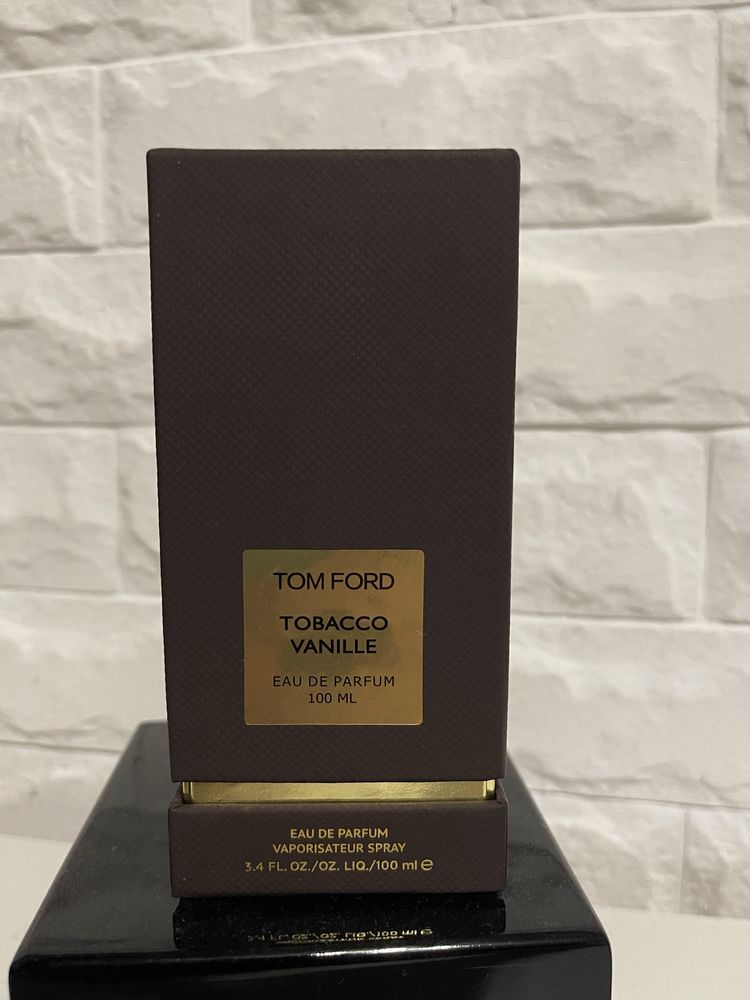 TOM FORD
TOBACCO
VANILLE
EAU DE PARFUM
100 ML
EAU DE PARFUM
VAPORISATEUR SPRAY
3.4 FL. OZ./OZ. LIQ./100 ml ℮